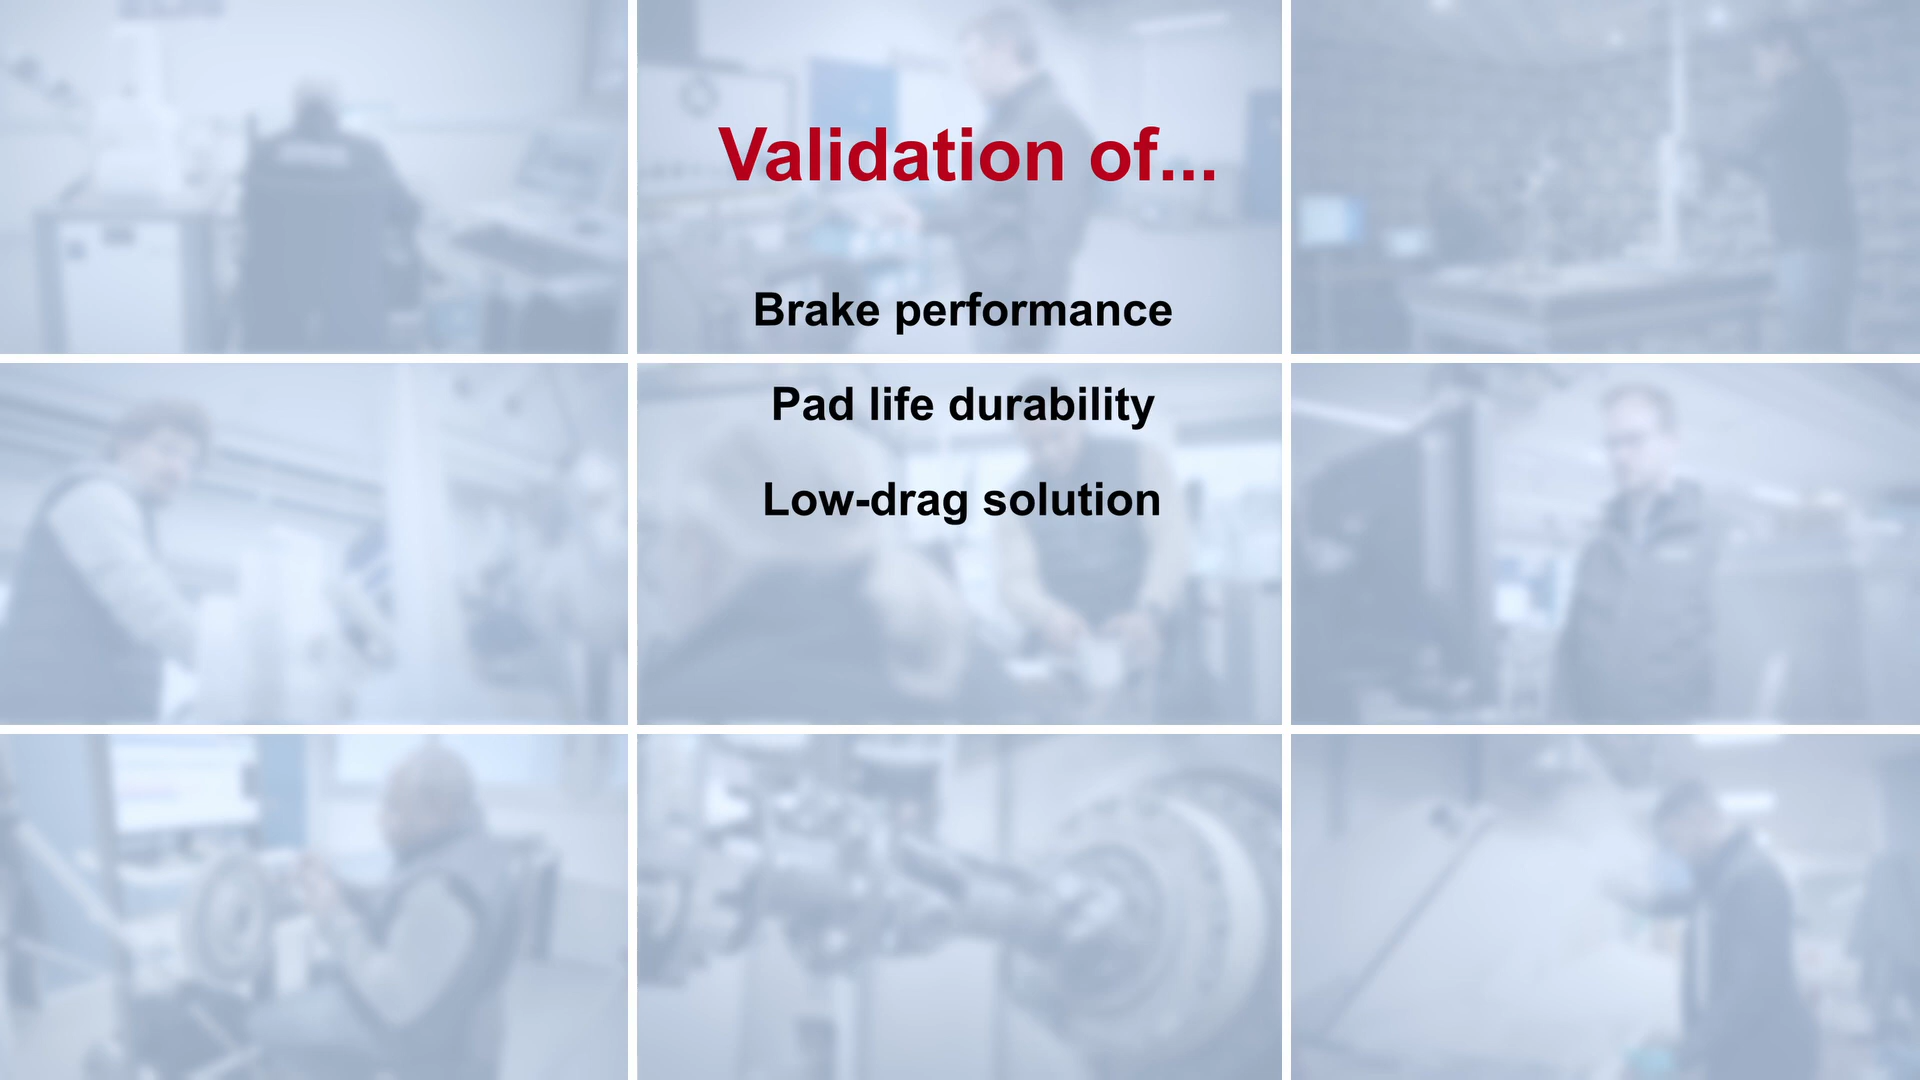 Validation of...
Brake performance
Pad life durability
Low-drag solution